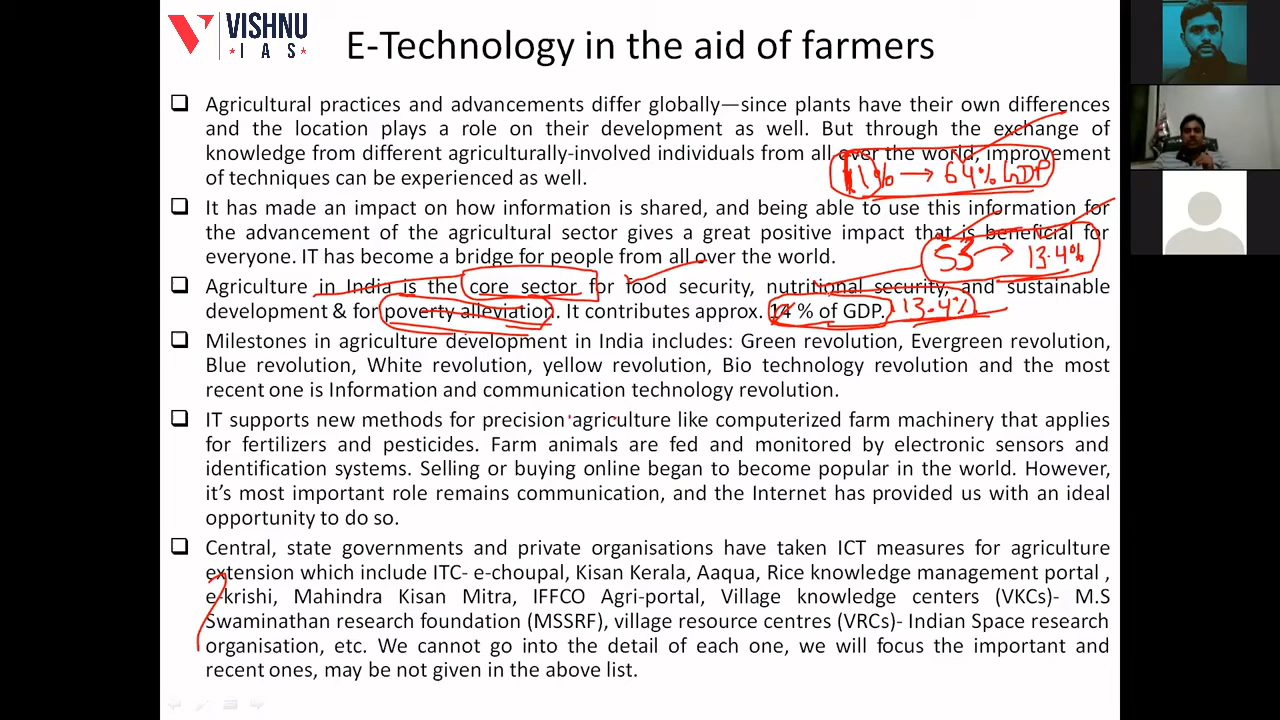 VISHNU
IAS
E-Technology in the aid of farmers
Agricultural practices and advancements differ globally—since plants have their own differences
and the location plays a role on their development as well. But through the exchange of
knowledge from different agriculturally-involved individuals from all over the world, improvement
of techniques can be experienced as well.
11% → 64% GDP
It has made an impact on how information is shared, and being able to use this information for
the advancement of the agricultural sector gives a great positive impact that is beneficial for
everyone. IT has become a bridge for people from all over the world.
53 → 13.4%
Agriculture in India is the core sector for food security, nutritional security, and sustainable
development & for poverty alleviation. It contributes approx. 14 % of GDP. 13.4%
Milestones in agriculture development in India includes: Green revolution, Evergreen revolution,
Blue revolution, White revolution, yellow revolution, Bio technology revolution and the most
recent one is Information and communication technology revolution.
IT supports new methods for precision agriculture like computerized farm machinery that applies
for fertilizers and pesticides. Farm animals are fed and monitored by electronic sensors and
identification systems. Selling or buying online began to become popular in the world. However,
it’s most important role remains communication, and the Internet has provided us with an ideal
opportunity to do so.
Central, state governments and private organisations have taken ICT measures for agriculture
extension which include ITC- e-choupal, Kisan Kerala, Aaqua, Rice knowledge management portal ,
e-krishi, Mahindra Kisan Mitra, IFFCO Agri-portal, Village knowledge centers (VKCs)- M.S
Swaminathan research foundation (MSSRF), village resource centres (VRCs)- Indian Space research
organisation, etc. We cannot go into the detail of each one, we will focus the important and
recent ones, may be not given in the above list.